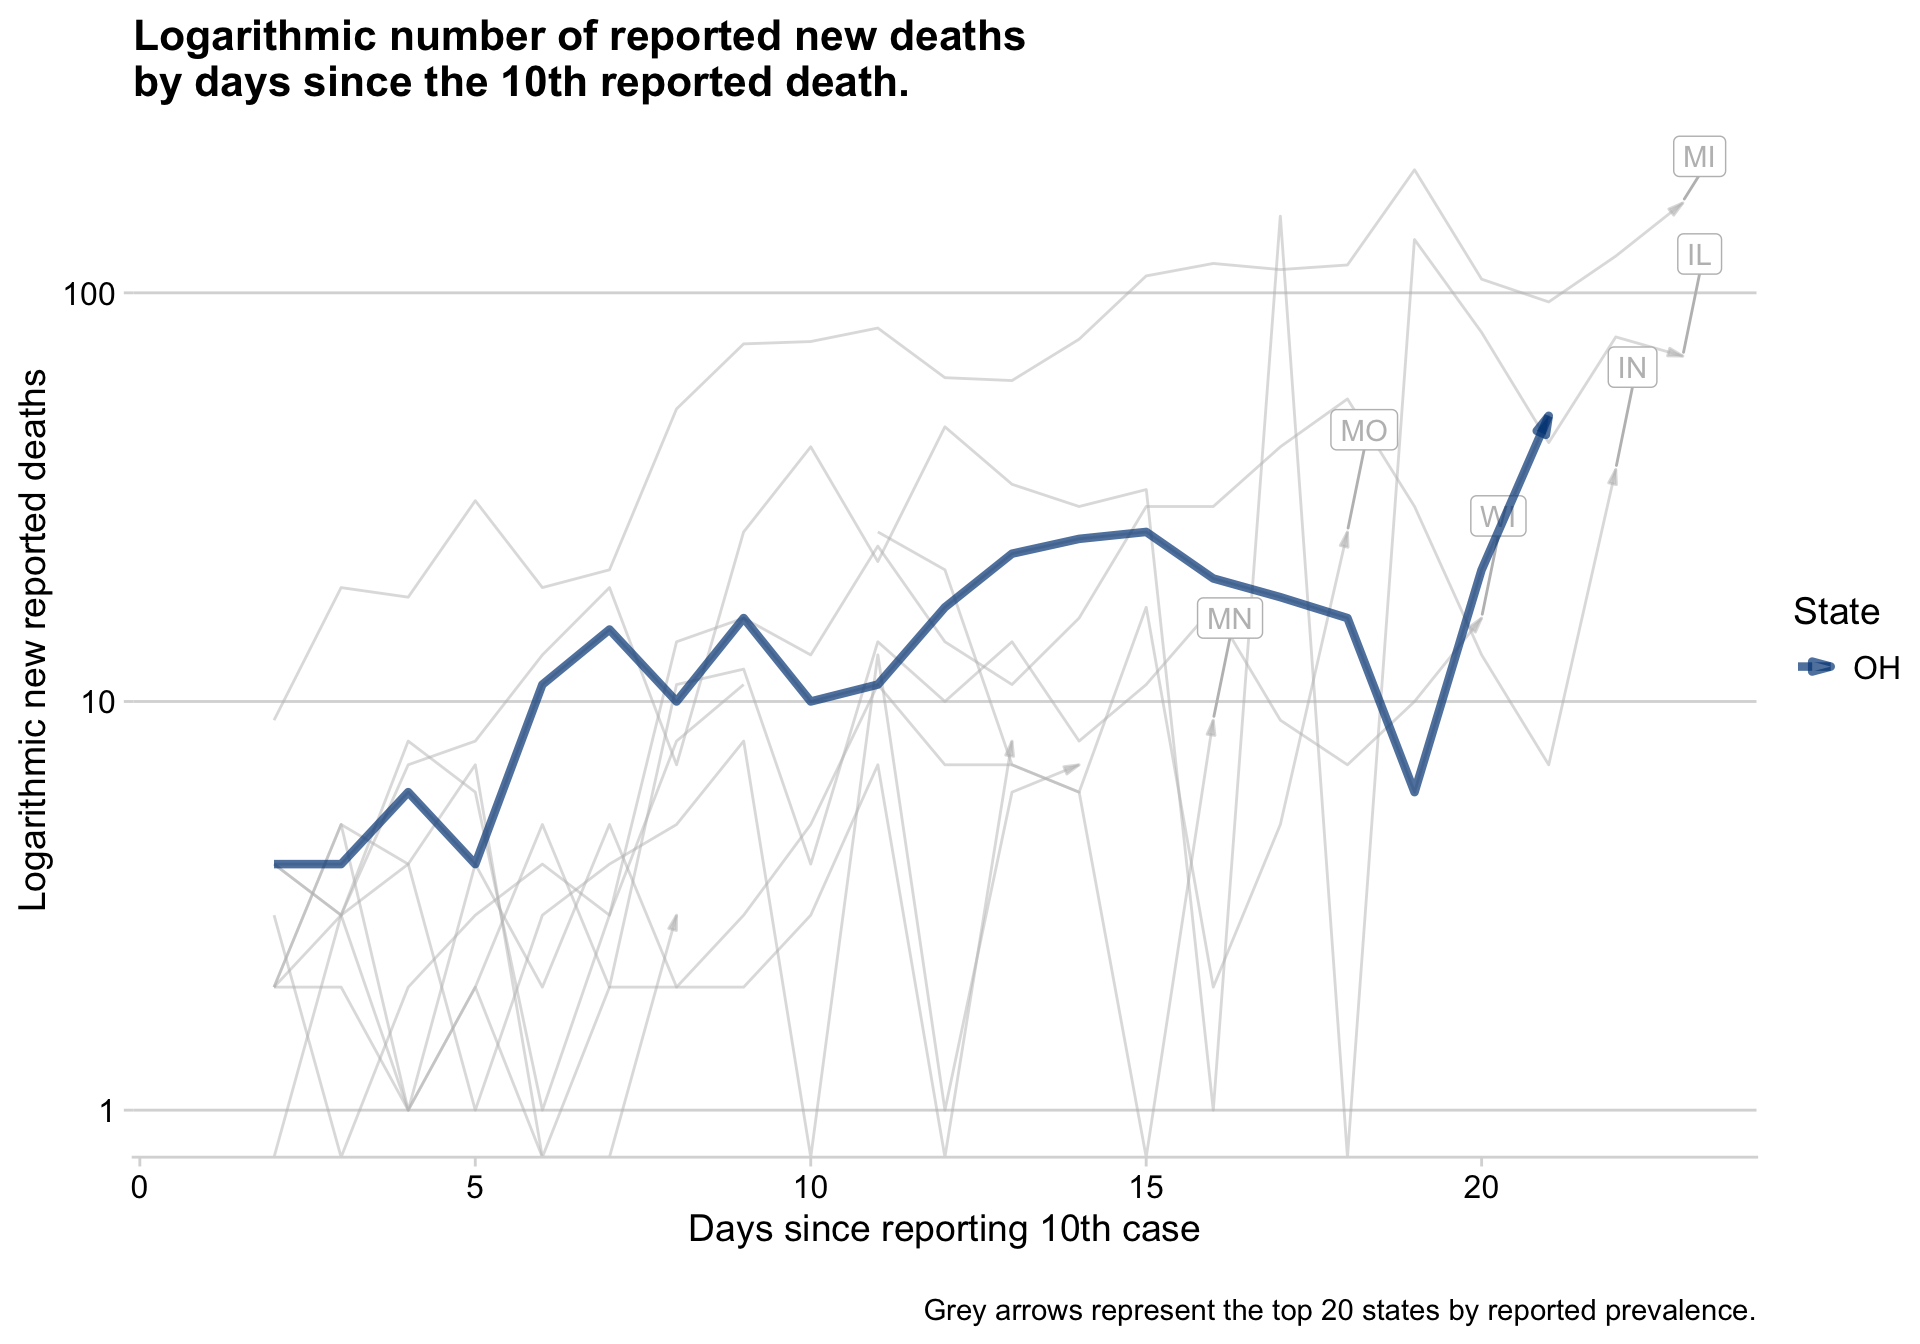 Logarithmic number of reported new deaths
by days since the 10th reported death.
MI
IL
100
IN
MO
WI
MN
10
1
Logarithmic new reported deaths
State
OH
0 5 10 15 20
Days since reporting 10th case
Grey arrows represent the top 20 states by reported prevalence.